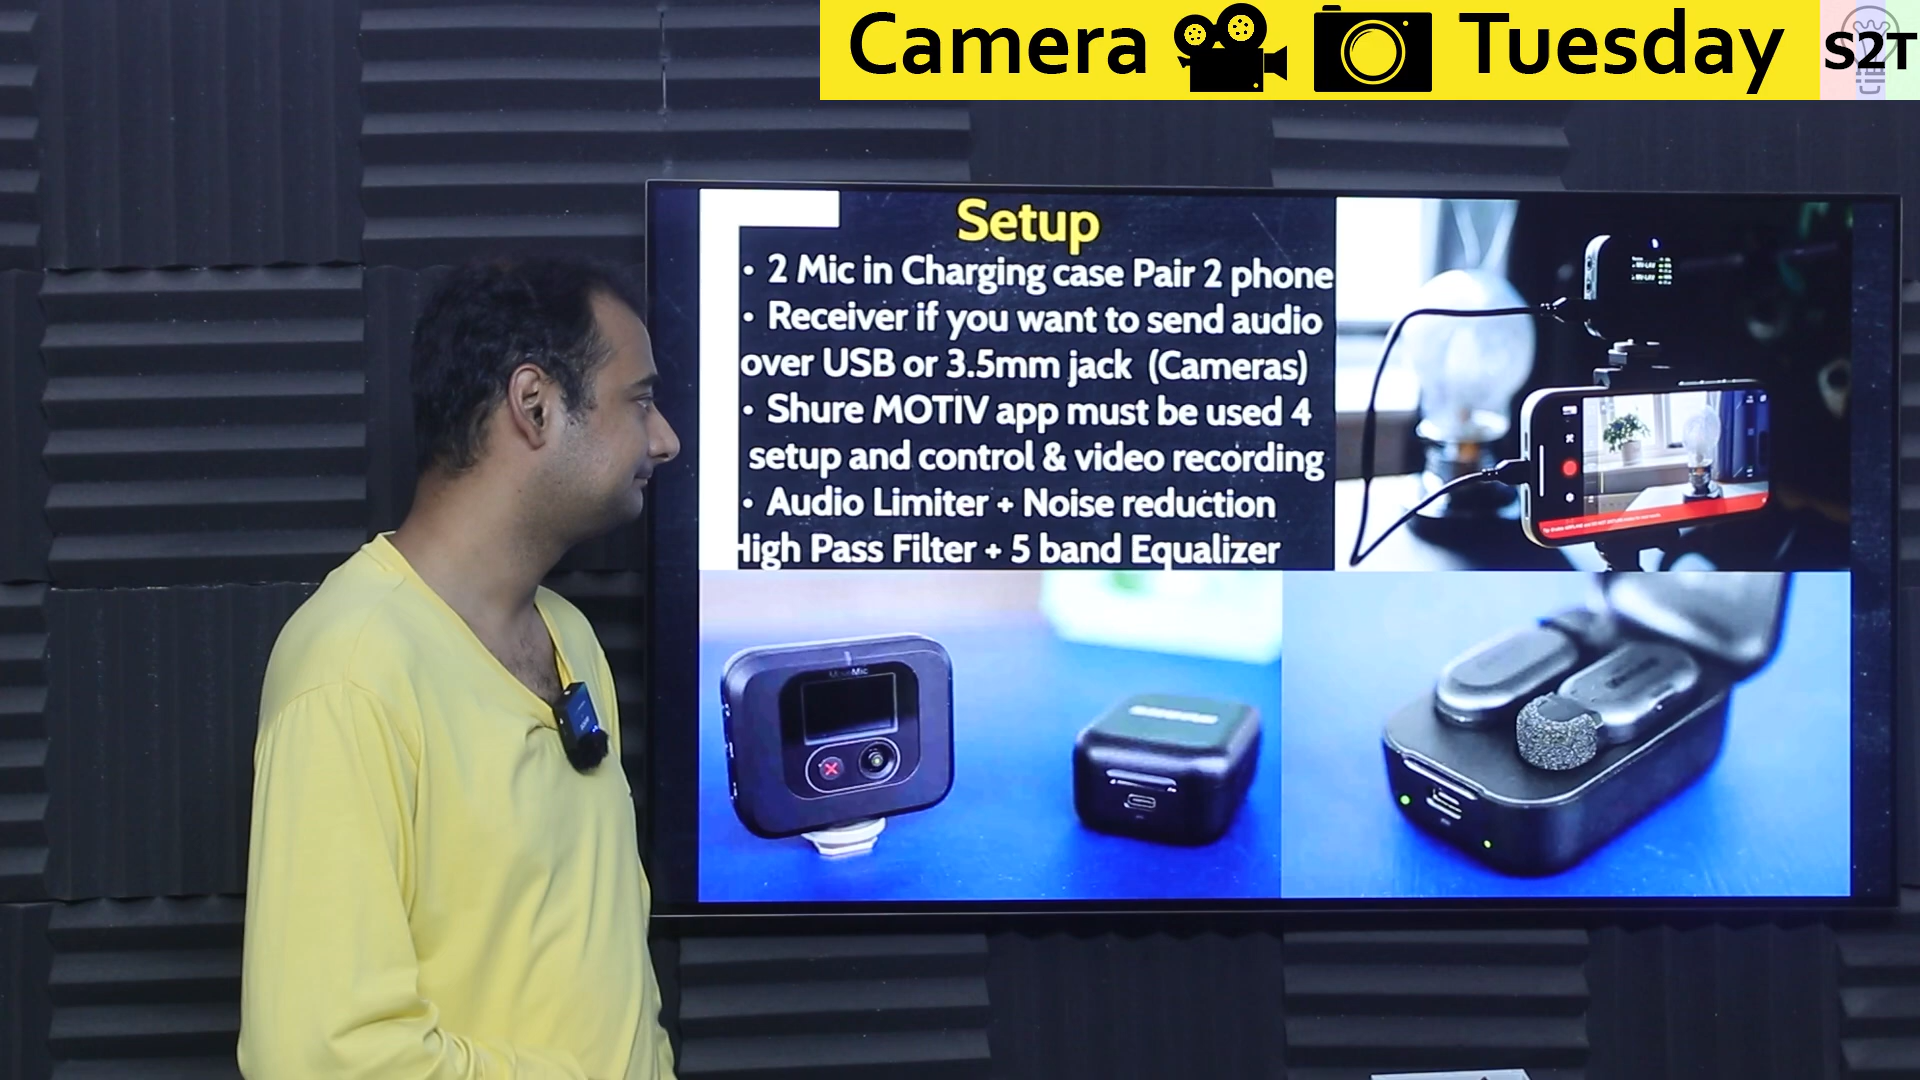 Camera Tuesday S2T
Setup
• 2 Mic in Charging case Pair 2 phone
• Receiver if you want to send audio
over USB or 3.5mm jack (Cameras)
• Shure MOTIV app must be used 4
setup and control & video recording
• Audio Limiter + Noise reduction
High Pass Filter + 5 band Equalizer
MoveMic